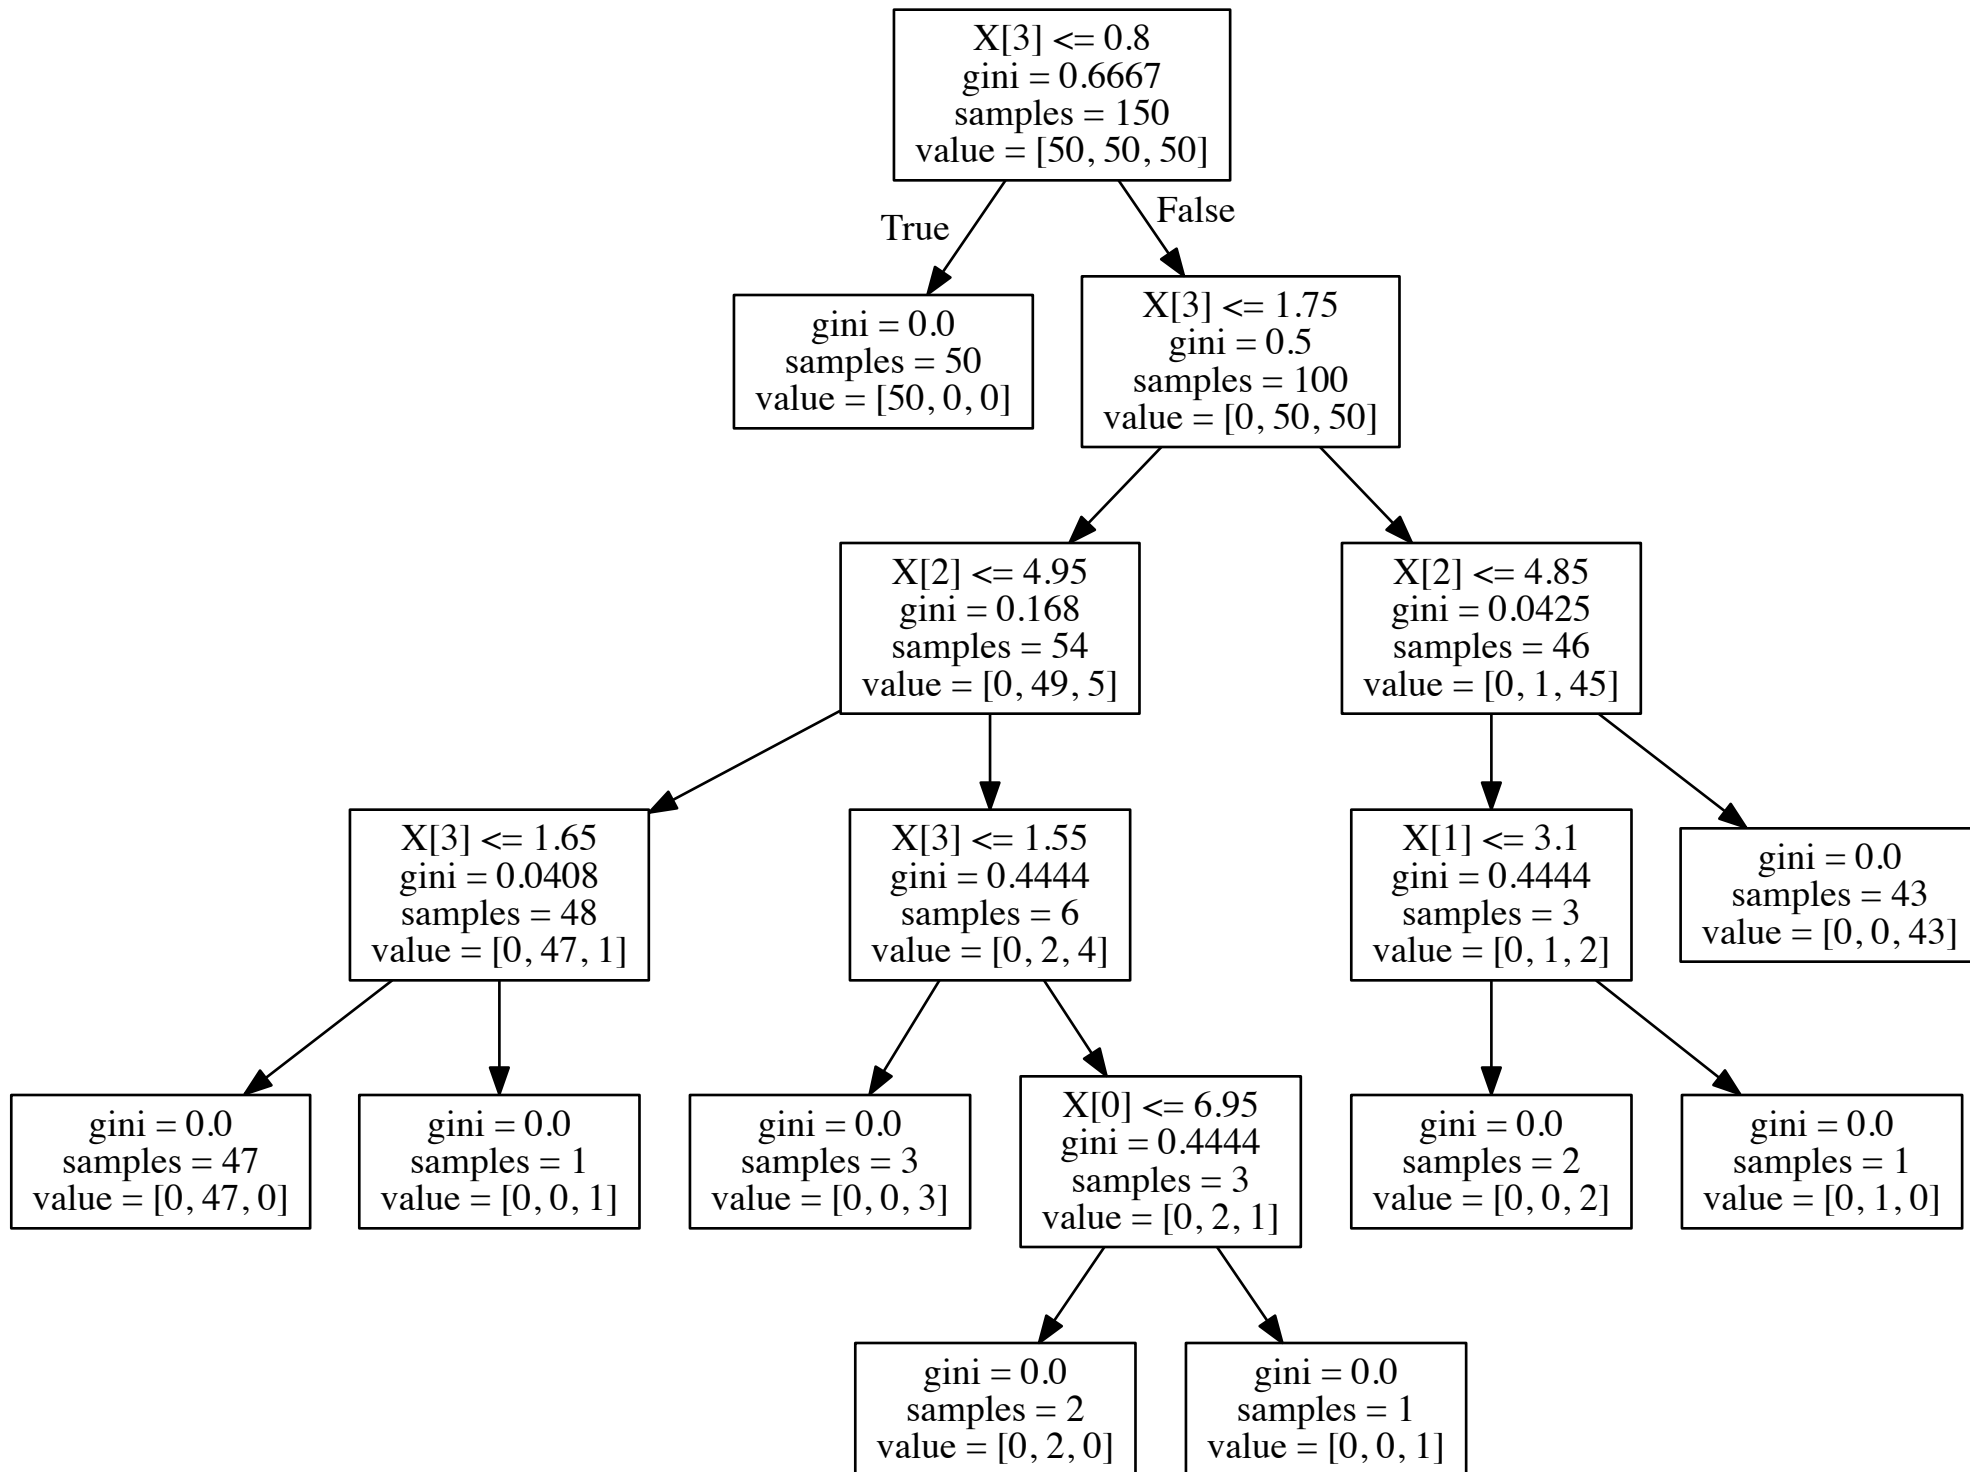 X[3] <= 0.8
gini = 0.6667
samples = 150
value = [50, 50, 50]
True
False
gini = 0.0
samples = 50
value = [50, 0, 0]
X[3] <= 1.75
gini = 0.5
samples = 100
value = [0, 50, 50]
X[2] <= 4.95
gini = 0.168
samples = 54
value = [0, 49, 5]
X[2] <= 4.85
gini = 0.0425
samples = 46
value = [0, 1, 45]
X[3] <= 1.65
gini = 0.0408
samples = 48
value = [0, 47, 1]
X[3] <= 1.55
gini = 0.4444
samples = 6
value = [0, 2, 4]
X[1] <= 3.1
gini = 0.4444
samples = 3
value = [0, 1, 2]
gini = 0.0
samples = 43
value = [0, 0, 43]
gini = 0.0
samples = 47
value = [0, 47, 0]
gini = 0.0
samples = 1
value = [0, 0, 1]
gini = 0.0
samples = 3
value = [0, 0, 3]
X[0] <= 6.95
gini = 0.4444
samples = 3
value = [0, 2, 1]
gini = 0.0
samples = 2
value = [0, 0, 2]
gini = 0.0
samples = 1
value = [0, 1, 0]
gini = 0.0
samples = 2
value = [0, 2, 0]
gini = 0.0
samples = 1
value = [0, 0, 1]